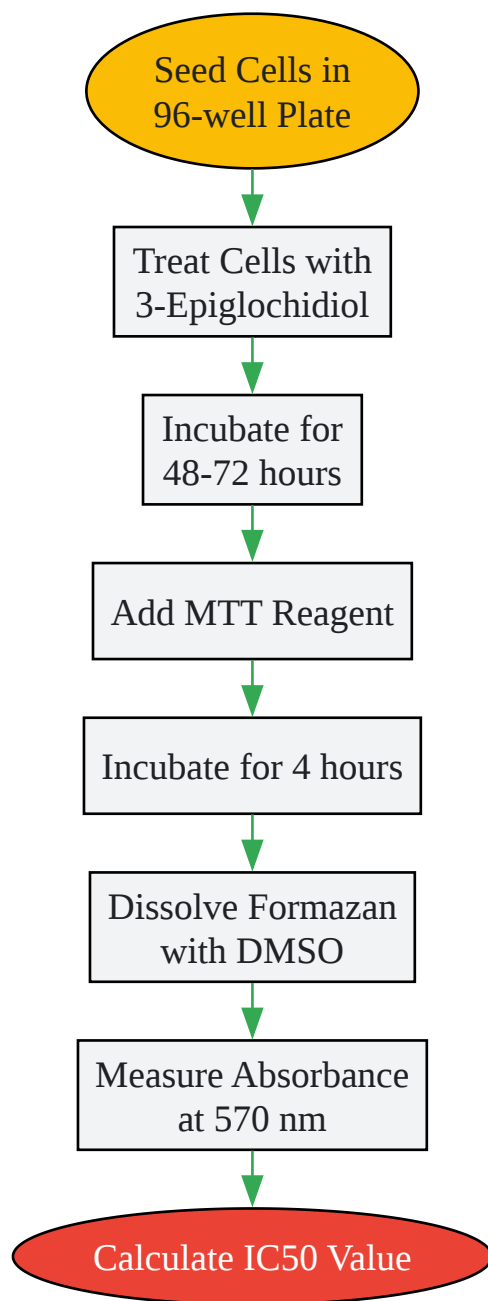 Seed Cells in
96-well Plate
Treat Cells with
3-Epiglochidiol
Incubate for
48-72 hours
Add MTT Reagent
Incubate for 4 hours
Dissolve Formazan
with DMSO
Measure Absorbance
at 570 nm
Calculate IC50 Value